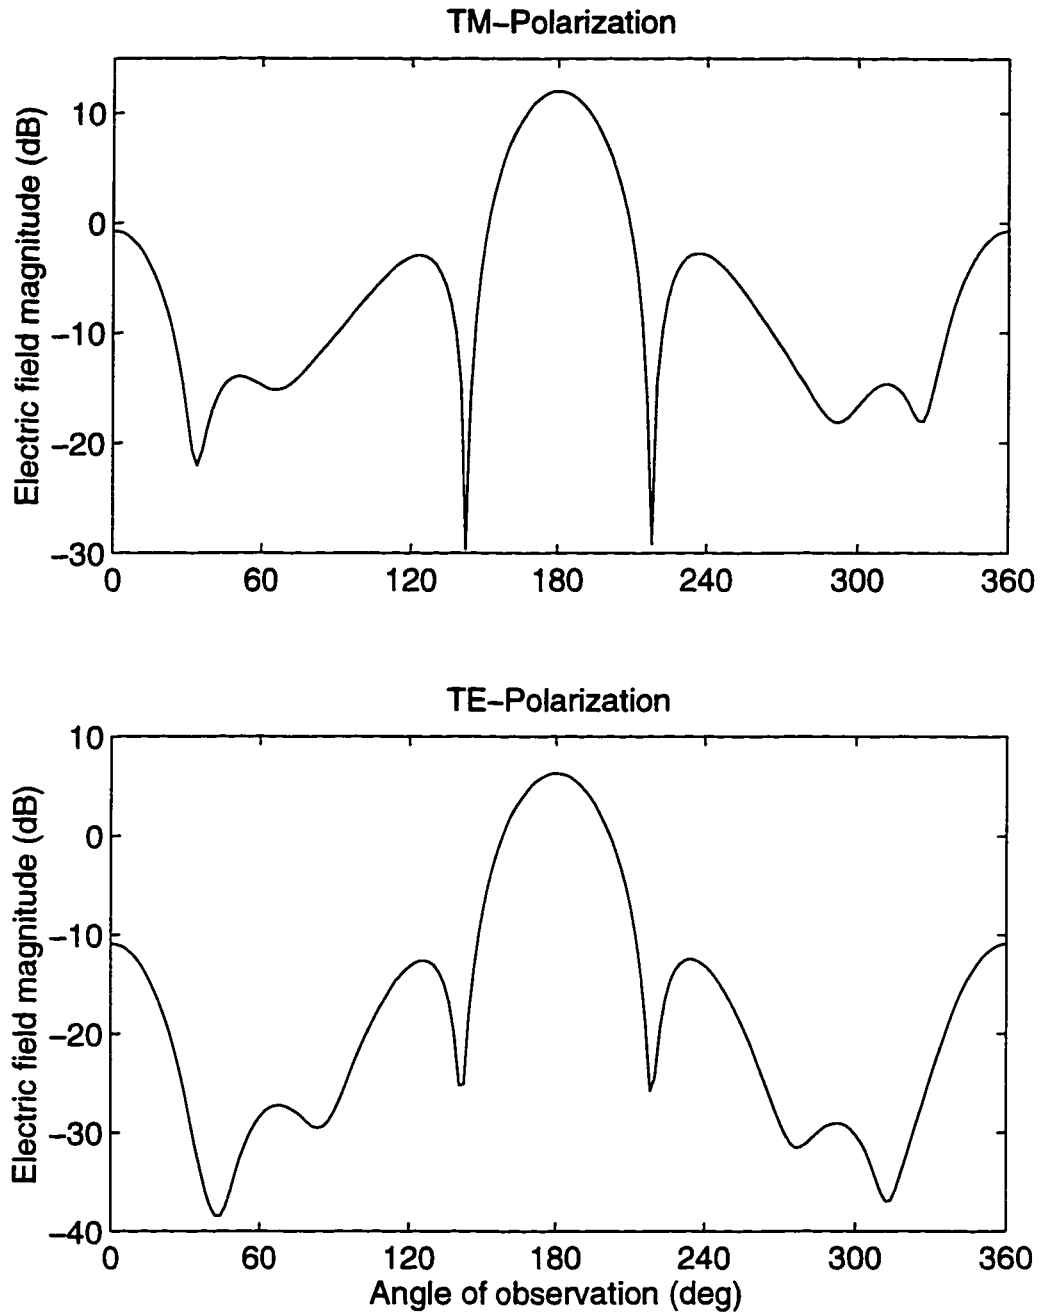 TM–Polarization
Electric field magnitude (dB)
10
0
−10
−20
−30
0 60 120 180 240 300 360
TE–Polarization
Electric field magnitude (dB)
10
0
−10
−20
−30
−40
0 60 120 180 240 300 360
Angle of observation (deg)